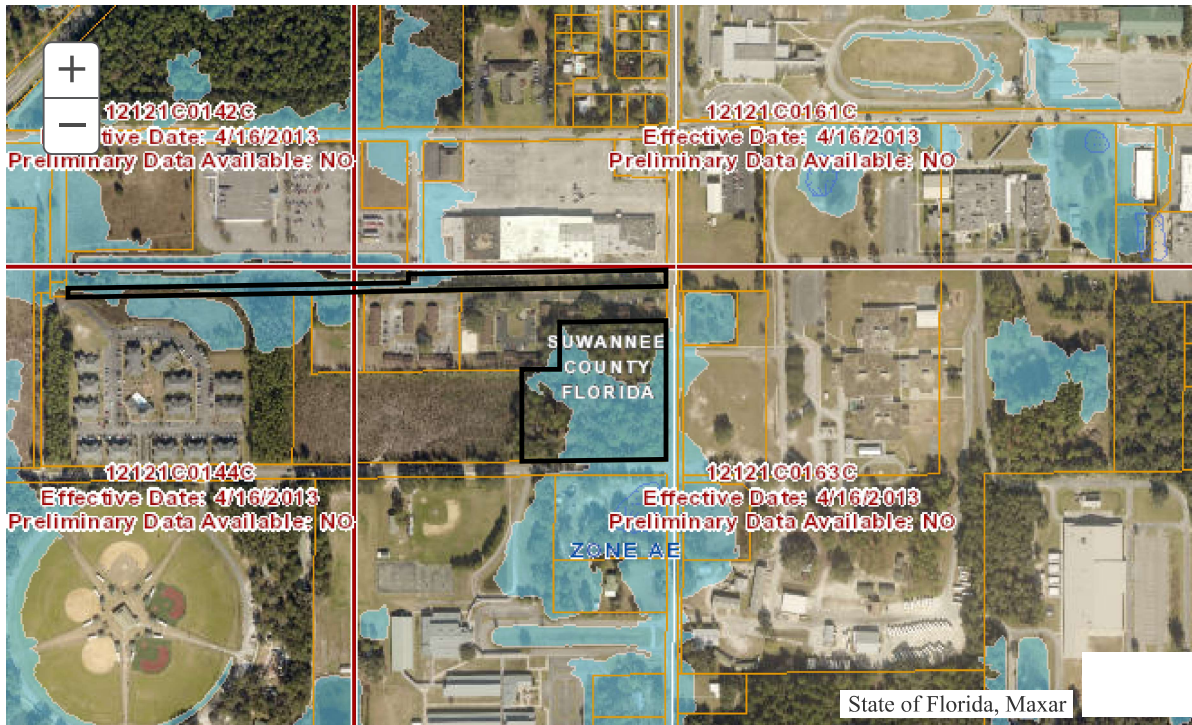 +
−
12121C0142C
tive Date: 4/16/2013
Preliminary Data Available: NO
12121C0161C
Effective Date: 4/16/2013
Preliminary Data Available: NO
SUWANNEE
COUNTY
FLORIDA
12121C0144C
Effective Date: 4/16/2013
Preliminary Data Available: NO
12121C0163C
Effective Date: 4/16/2013
Preliminary Data Available: NO
ZONE AE
State of Florida, Maxar